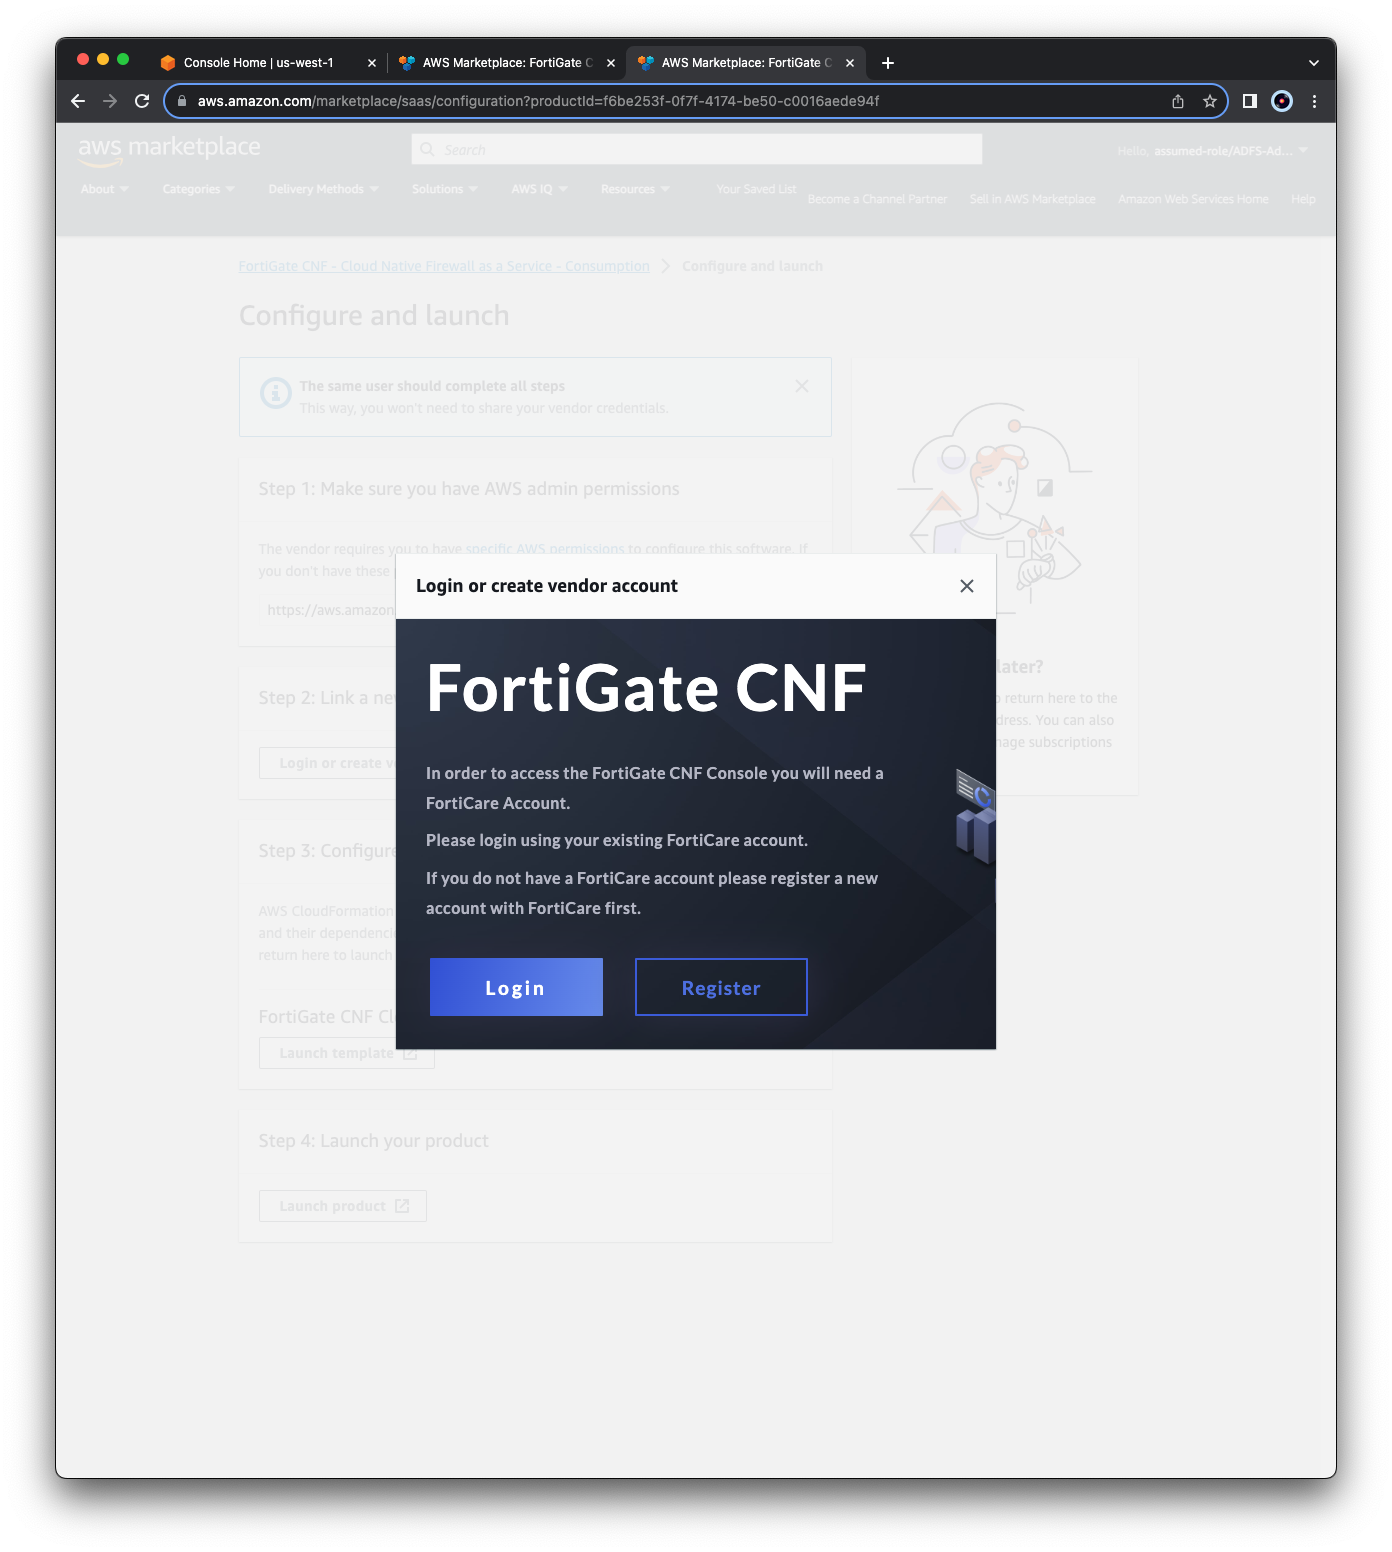 Console Home | us-west-1
AWS Marketplace: FortiGate C
AWS Marketplace: FortiGate C
aws.amazon.com/marketplace/saas/configuration?productId=f6be253f-0f7f-4174-be50-c0016aede94f
aws marketplace
Search
Hello, assumed-role/ADFS-Ad...
About
Categories
Delivery Methods
Solutions
AWS IQ
Resources
Your Saved List
Become a Channel Partner
Sell in AWS Marketplace
Amazon Web Services Home
Help
FortiGate CNF - Cloud Native Firewall as a Service - Consumption
Configure and launch
Configure and launch
The same user should complete all steps
This way, you won't need to share your vendor credentials.
Step 1: Make sure you have AWS admin permissions
The vendor requires you to have specific AWS permissions to configure this software. If
you don't have these
https://aws.amazon.
Step 2: Link a ne
Login or create v
Step 3: Configure
AWS CloudFormation
and their dependenci
return here to launch
FortiGate CNF Cl
Launch template
Step 4: Launch your product
Launch product
later?
o return here to the
dress. You can also
nage subscriptions
Login or create vendor account
FortiGate CNF
In order to access the FortiGate CNF Console you will need a
FortiCare Account.
Please login using your existing FortiCare account.
If you do not have a FortiCare account please register a new
account with FortiCare first.
Login
Register